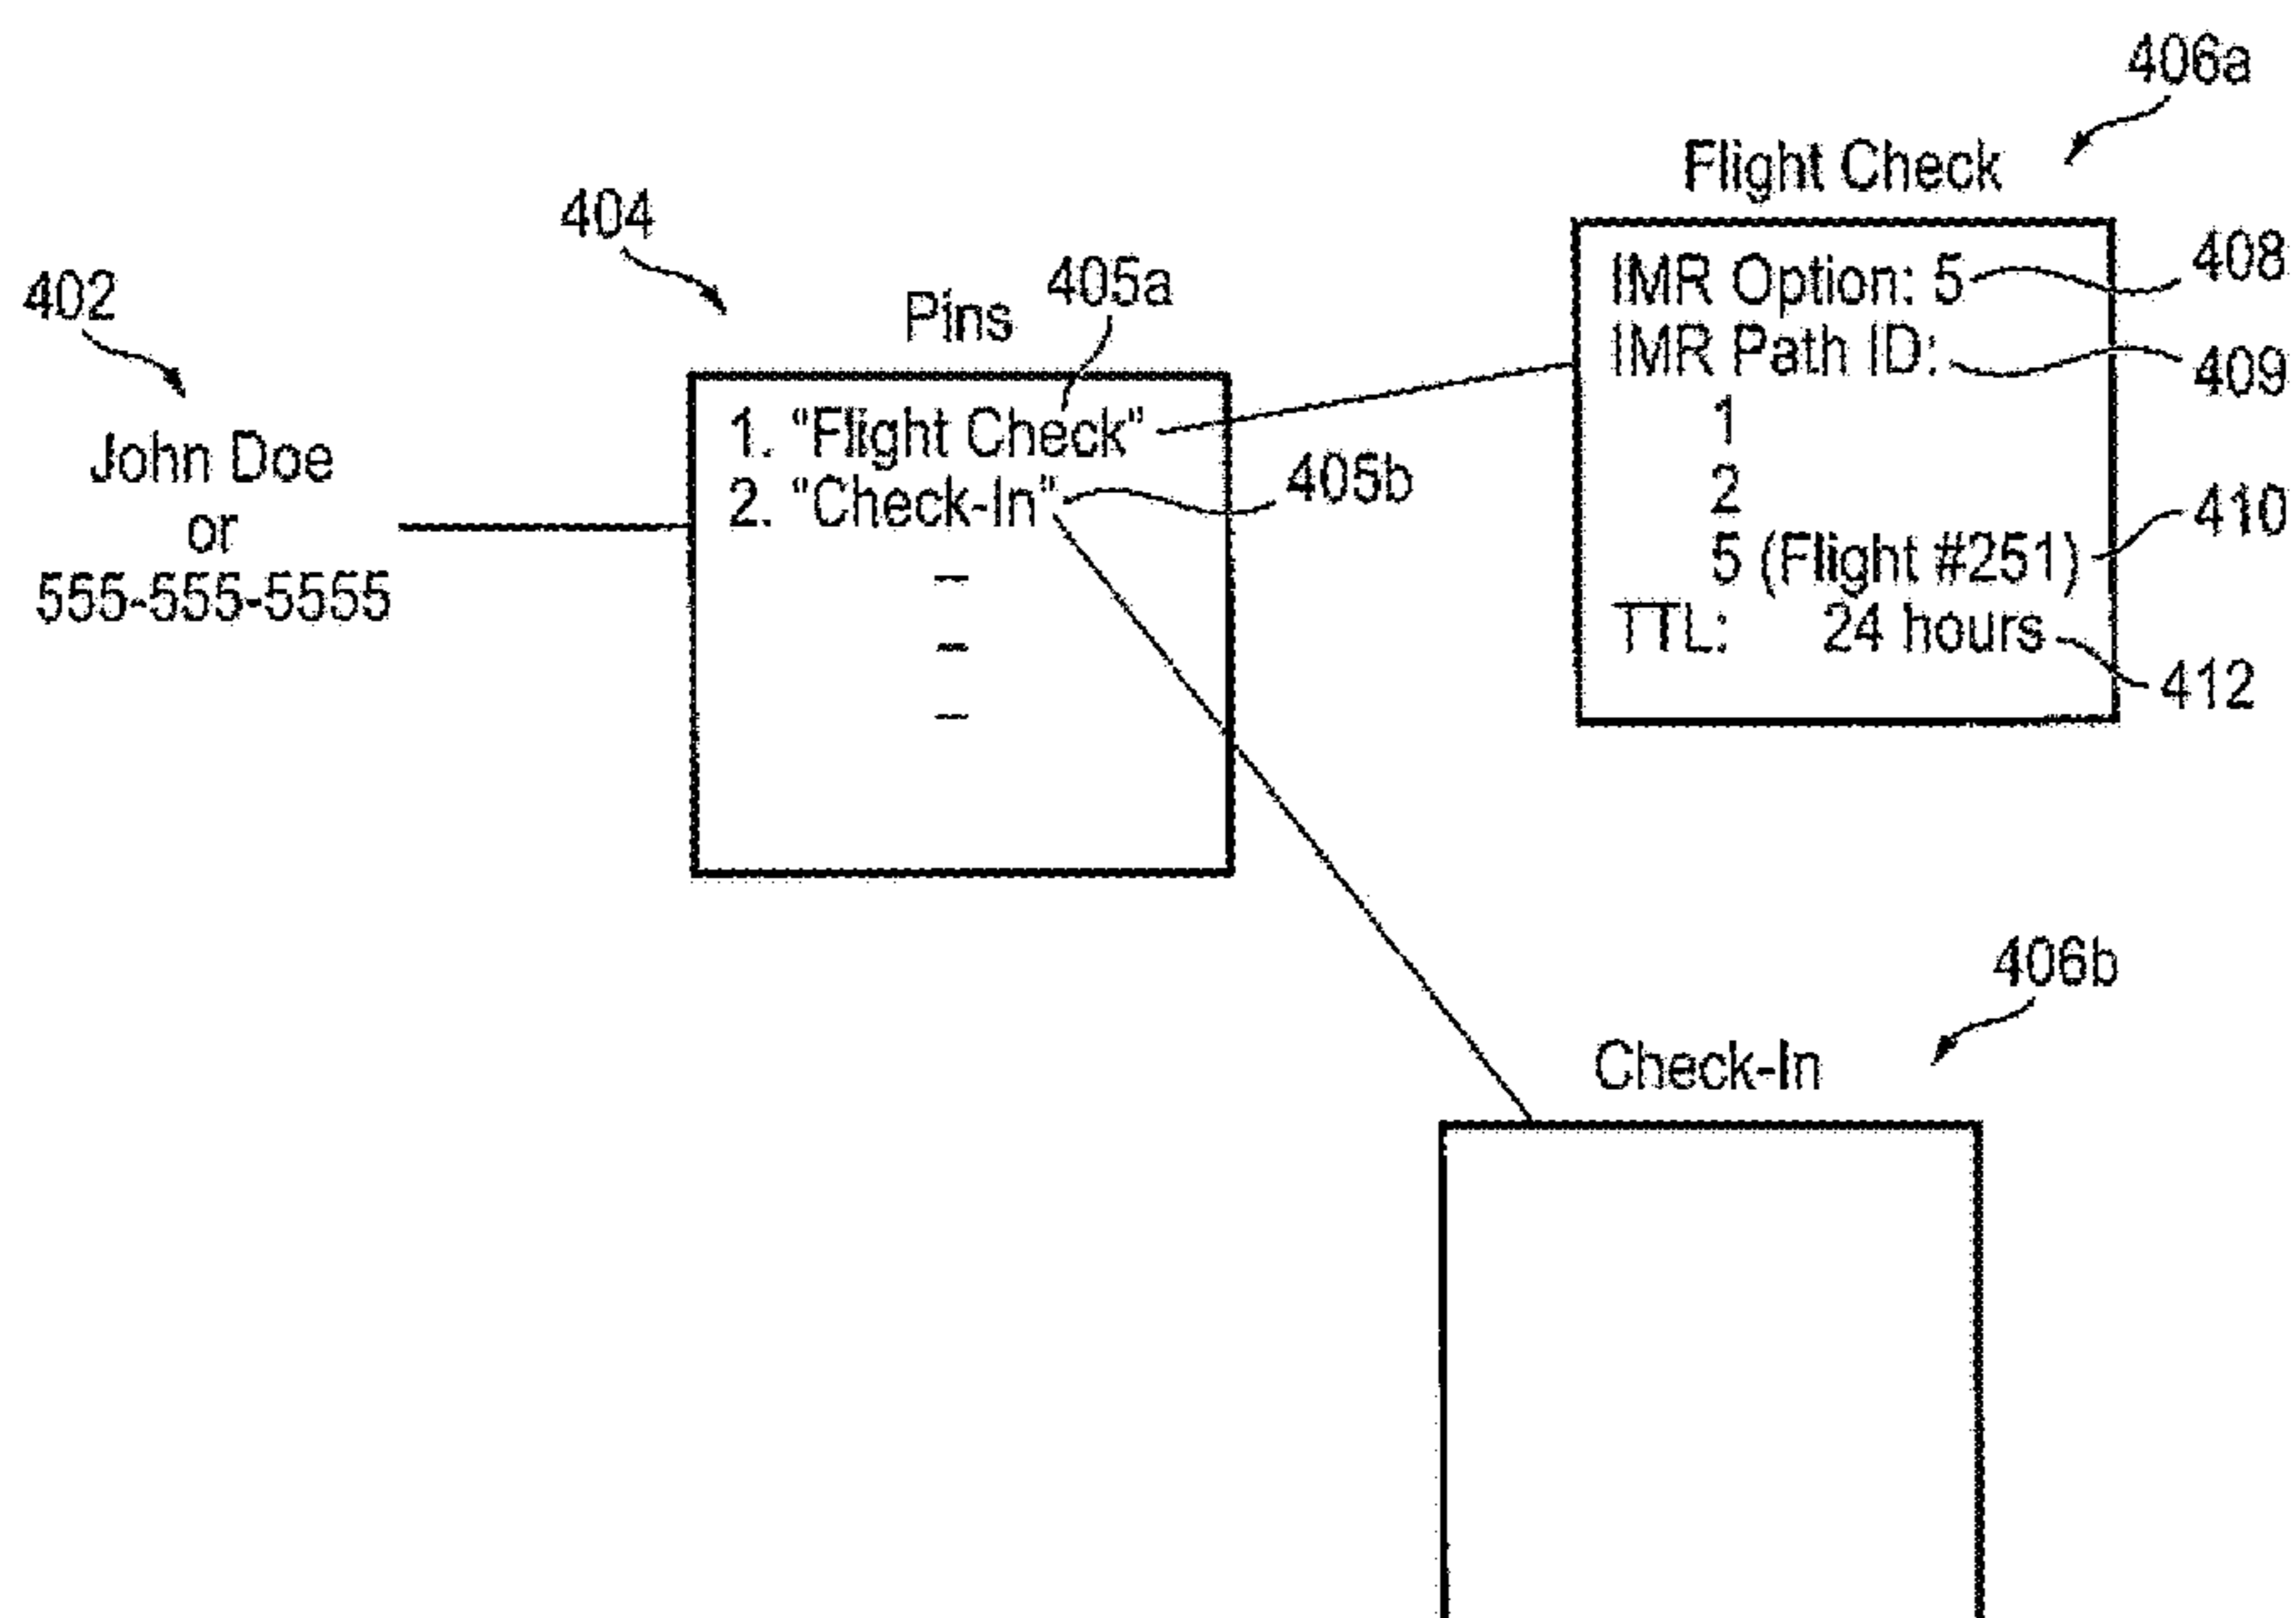 402
John Doe
or
555-555-5555
404
Pins
405a
1. "Flight Check"
2. "Check-In"
405b
406a
Flight Check
IMR Option: 5
408
IMR Path ID:
409
1
2
5 (Flight #251)
410
TTL: 24 hours
412
406b
Check-In